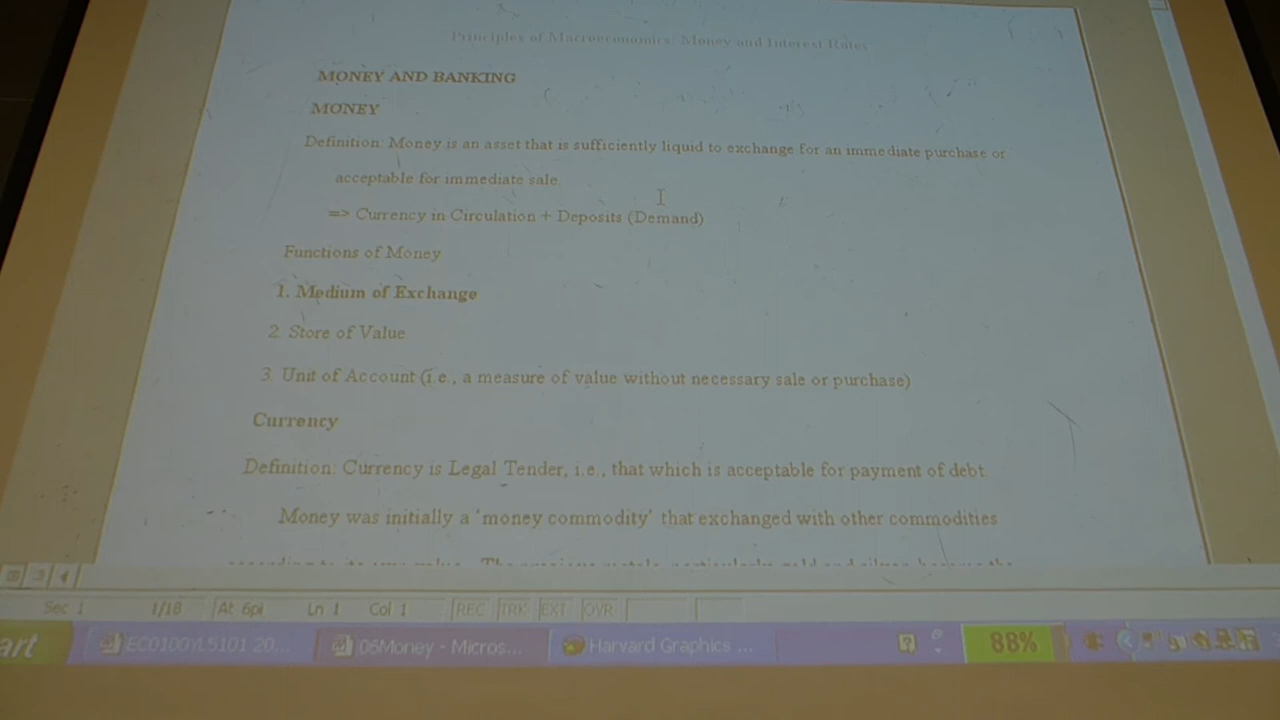 Principles of Macroeconomics: Money and Interest Rates
MONEY AND BANKING
MONEY
Definition: Money is an asset that is sufficiently liquid to exchange for an immediate purchase or
acceptable for immediate sale.
=> Currency in Circulation + Deposits (Demand)
Functions of Money
1. Medium of Exchange
2. Store of Value
3. Unit of Account (i.e., a measure of value without necessary sale or purchase)
Currency
Definition: Currency is Legal Tender, i.e., that which is acceptable for payment of debt.
Money was initially a 'money commodity' that exchanged with other commodities
Sec 1 1/18 At 6pi Ln 1 Col 1 REC TRK EXT OVR
art ECO100YL5101 20... 06Money - Micros... Harvard Graphics ... 88%